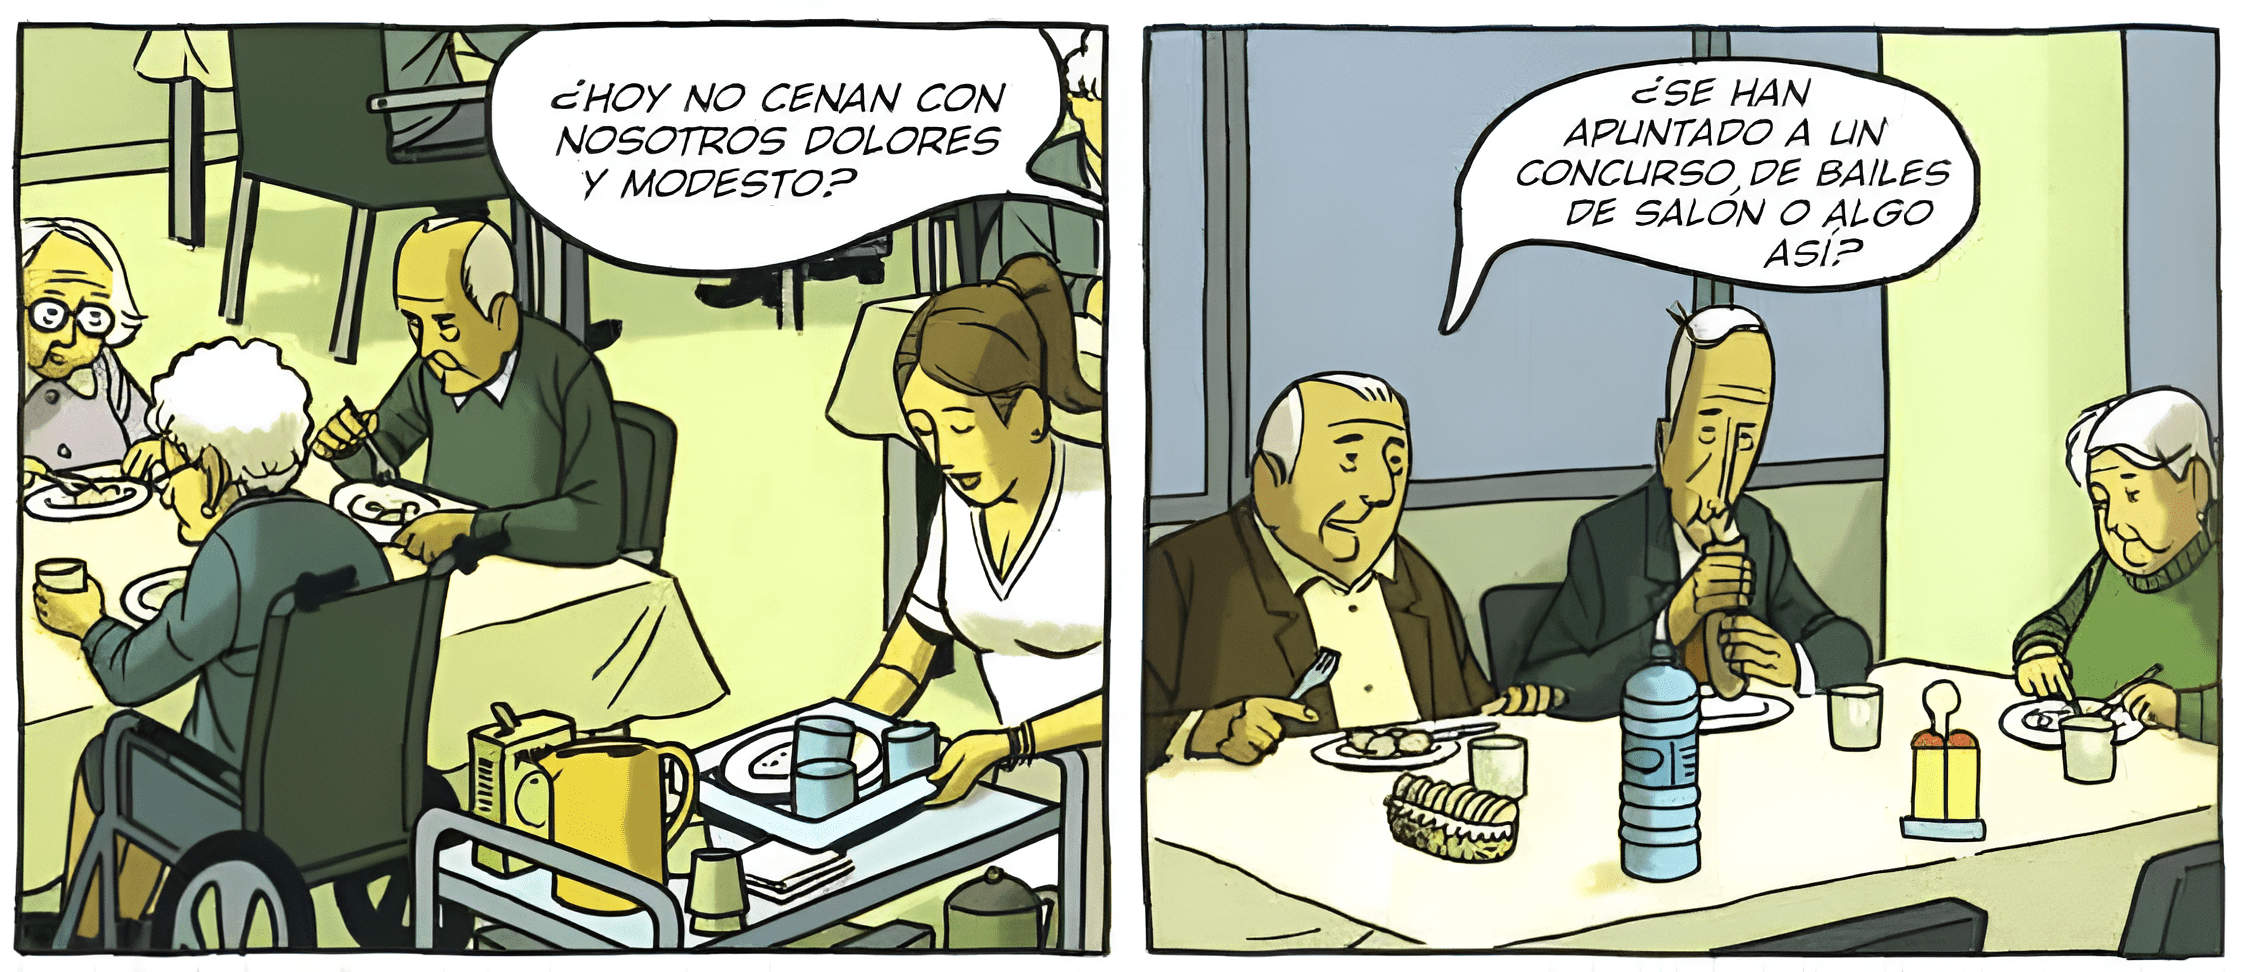 ¿HOY NO CENAN CON
NOSOTROS DOLORES
Y MODESTO?
¿SE HAN
APUNTADO A UN
CONCURSO DE BAILES
DE SALÓN O ALGO
ASÍ?